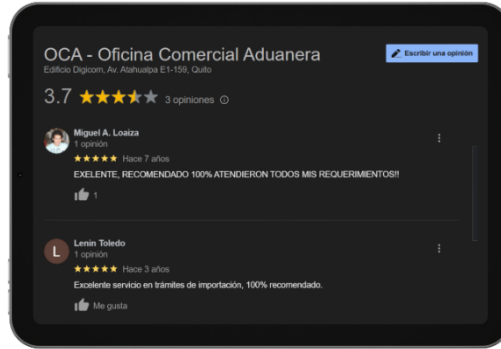 OCA - Oficina Comercial Aduanera
Escribir una opinión
Edificio Digicom, Av. Atahualpa E1-159, Quito
3.7 3 opiniones
Miguel A. Loaiza
1 opinión
Hace 7 años
EXELENTE, RECOMENDADO 100% ATENDIERON TODOS MIS REQUERIMIENTOS!!
1
L
Lenin Toledo
1 opinión
Hace 3 años
Excelente servicio en trámites de importación, 100% recomendado.
Me gusta